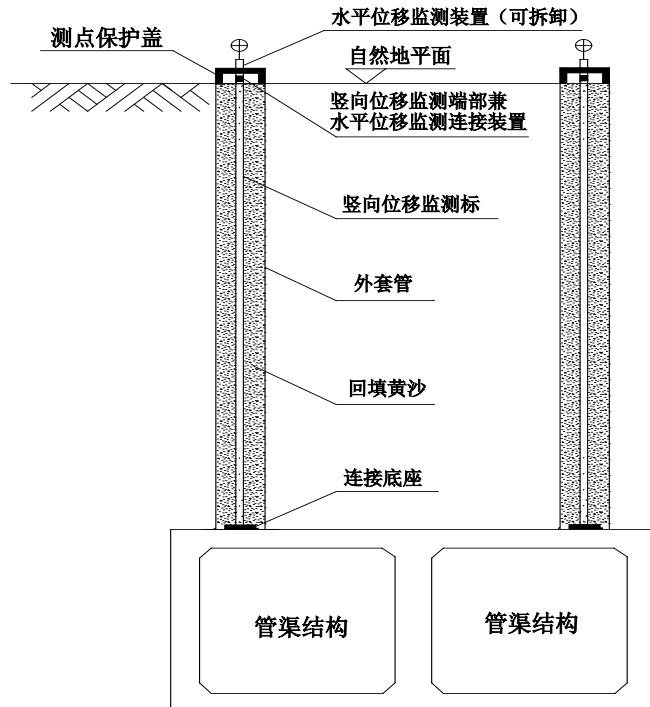 水平位移监测装置（可拆卸）
测点保护盖
自然地平面
竖向位移监测端部兼
水平位移监测连接装置
竖向位移监测标
外套管
回填黄沙
连接底座
管渠结构
管渠结构